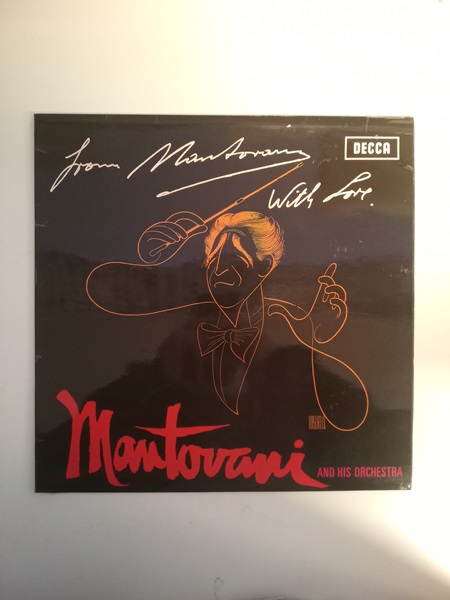 From Mantovani
DECCA
With Love.
Mantovani
AND HIS ORCHESTRA